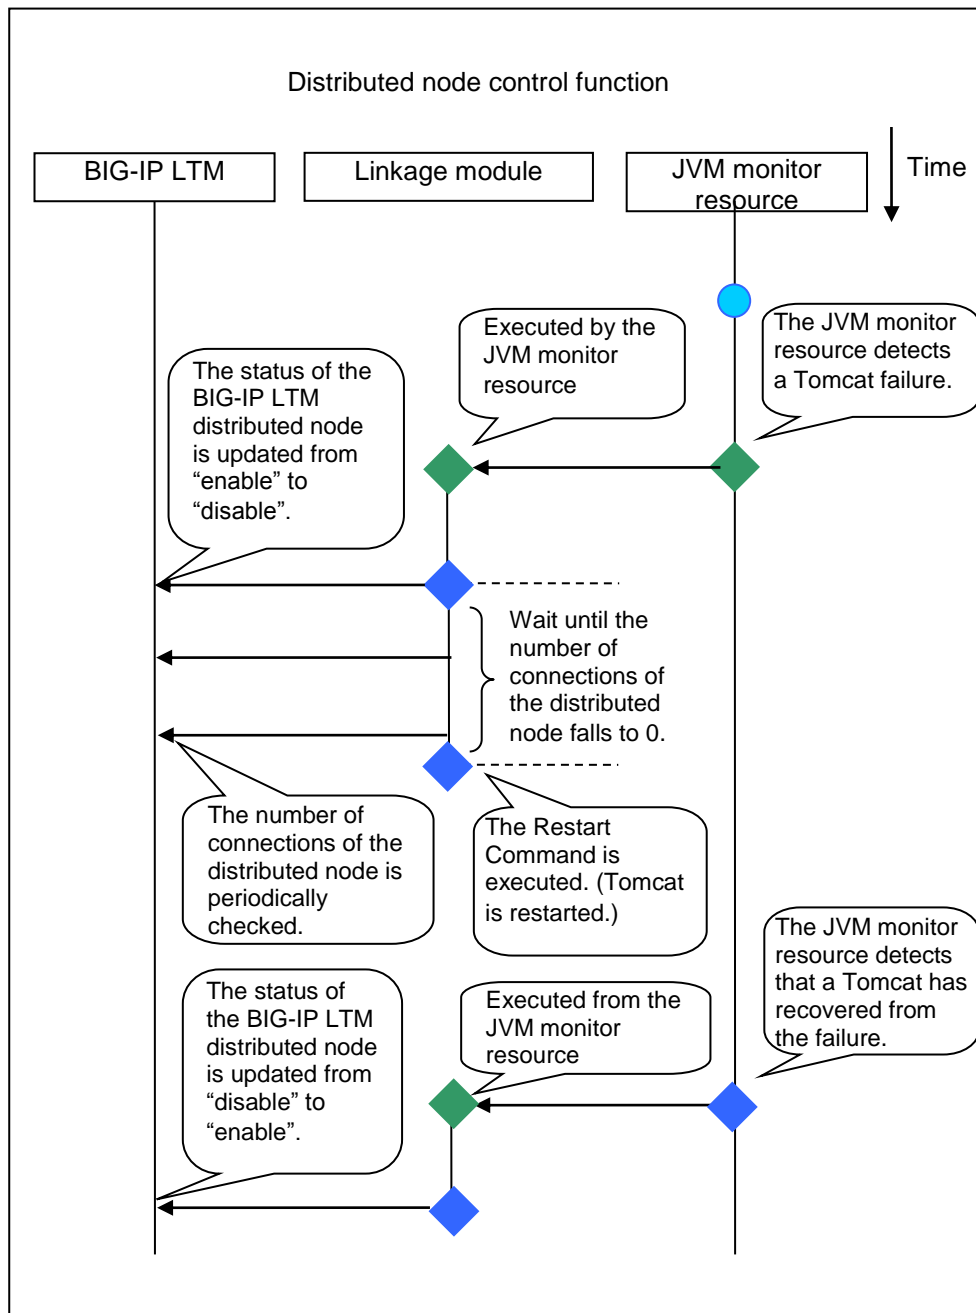 Distributed node control function
BIG-IP LTM
Linkage module
JVM monitor
resource
Time
Executed by the
JVM monitor
resource
The JVM monitor
resource detects
a Tomcat failure.
The status of the
BIG-IP LTM
distributed node
is updated from
“enable” to
“disable”.
Wait until the
number of
connections of
the distributed
node falls to 0.
The number of
connections of the
distributed node is
periodically
checked.
The Restart
Command is
executed. (Tomcat
is restarted.)
The JVM monitor
resource detects
that a Tomcat has
recovered from
the failure.
The status of
the BIG-IP LTM
distributed node
is updated from
“disable” to
“enable”.
Executed from the
JVM monitor
resource